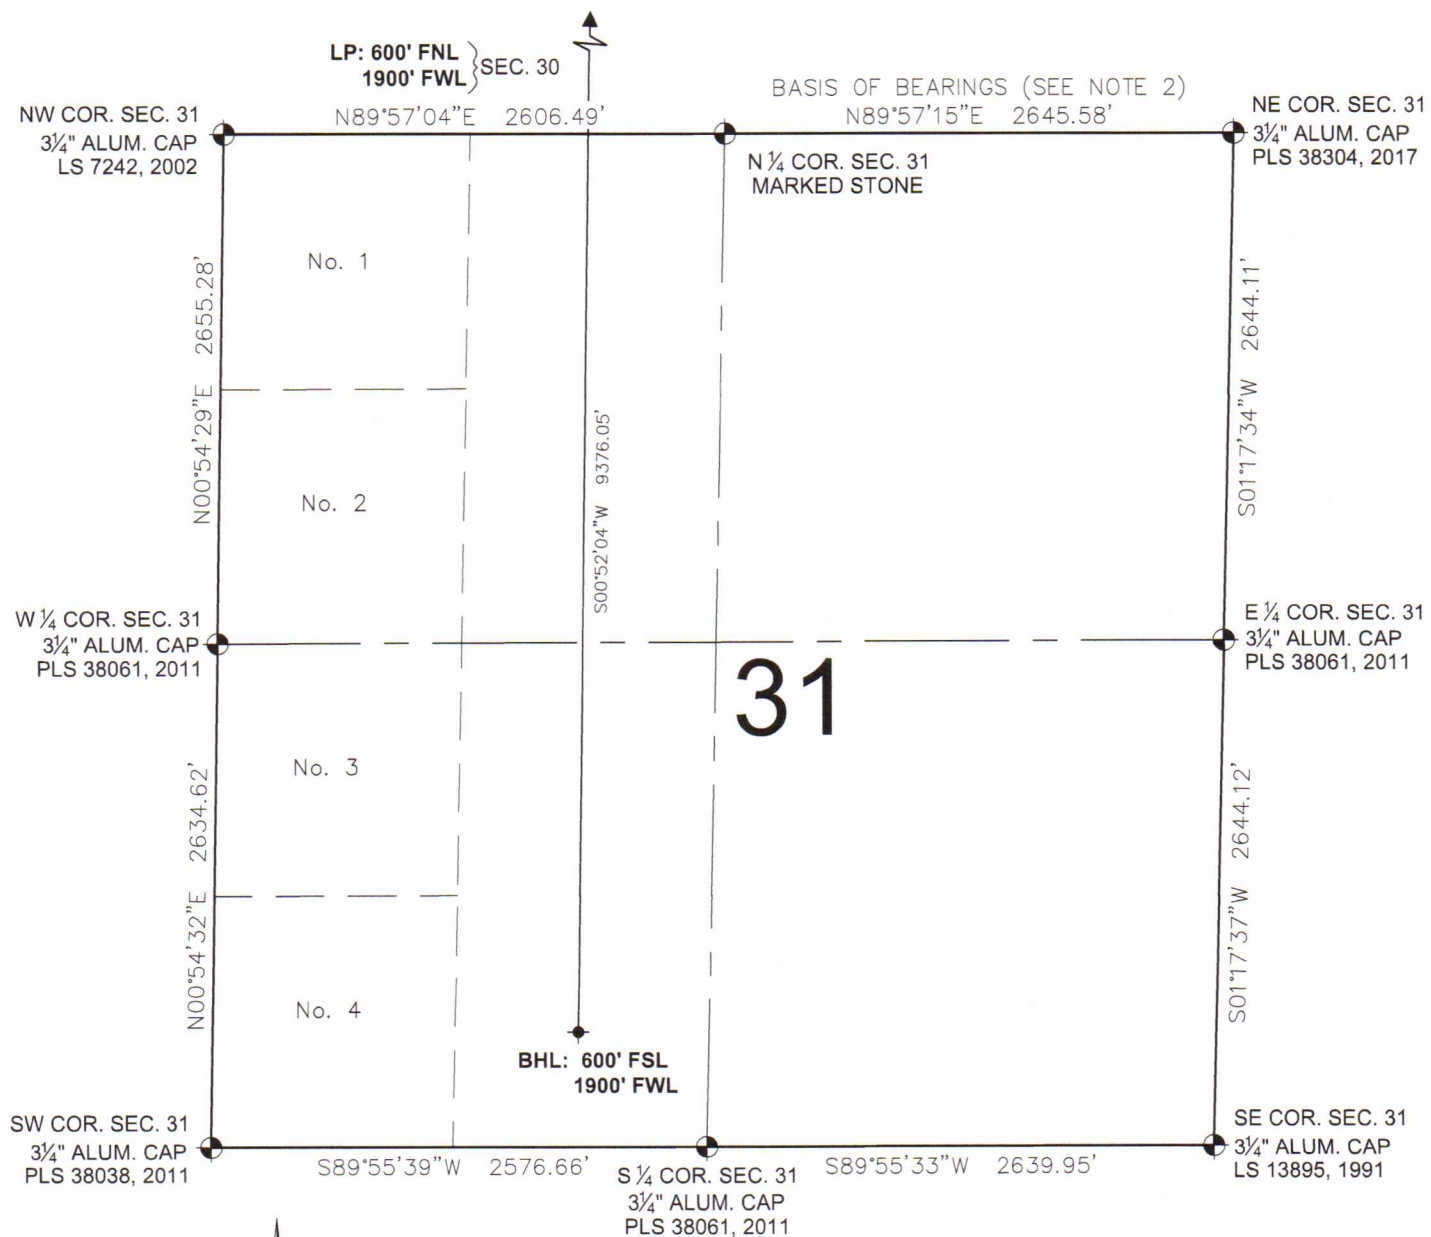 LP: 600' FNL
1900' FWL
SEC. 30
BASIS OF BEARINGS (SEE NOTE 2)
N89°57'04"E 2606.49'
N89°57'15"E 2645.58'
NW COR. SEC. 31
3¼" ALUM. CAP
LS 7242, 2002
N ¼ COR. SEC. 31
MARKED STONE
NE COR. SEC. 31
3¼" ALUM. CAP
PLS 38304, 2017
No. 1
N00°54'29"E 2655.28'
S01°17'34"W 2644.11'
No. 2
S00°52'04"W 9376.05'
W ¼ COR. SEC. 31
3¼" ALUM. CAP
PLS 38061, 2011
E ¼ COR. SEC. 31
3¼" ALUM. CAP
PLS 38061, 2011
31
No. 3
N00°54'32"E 2634.62'
S01°17'37"W 2644.12'
No. 4
BHL: 600' FSL
1900' FWL
SW COR. SEC. 31
3¼" ALUM. CAP
PLS 38038, 2011
S89°55'39"W 2576.66'
S ¼ COR. SEC. 31
3¼" ALUM. CAP
PLS 38061, 2011
S89°55'33"W 2639.95'
SE COR. SEC. 31
3¼" ALUM. CAP
LS 13895, 1991